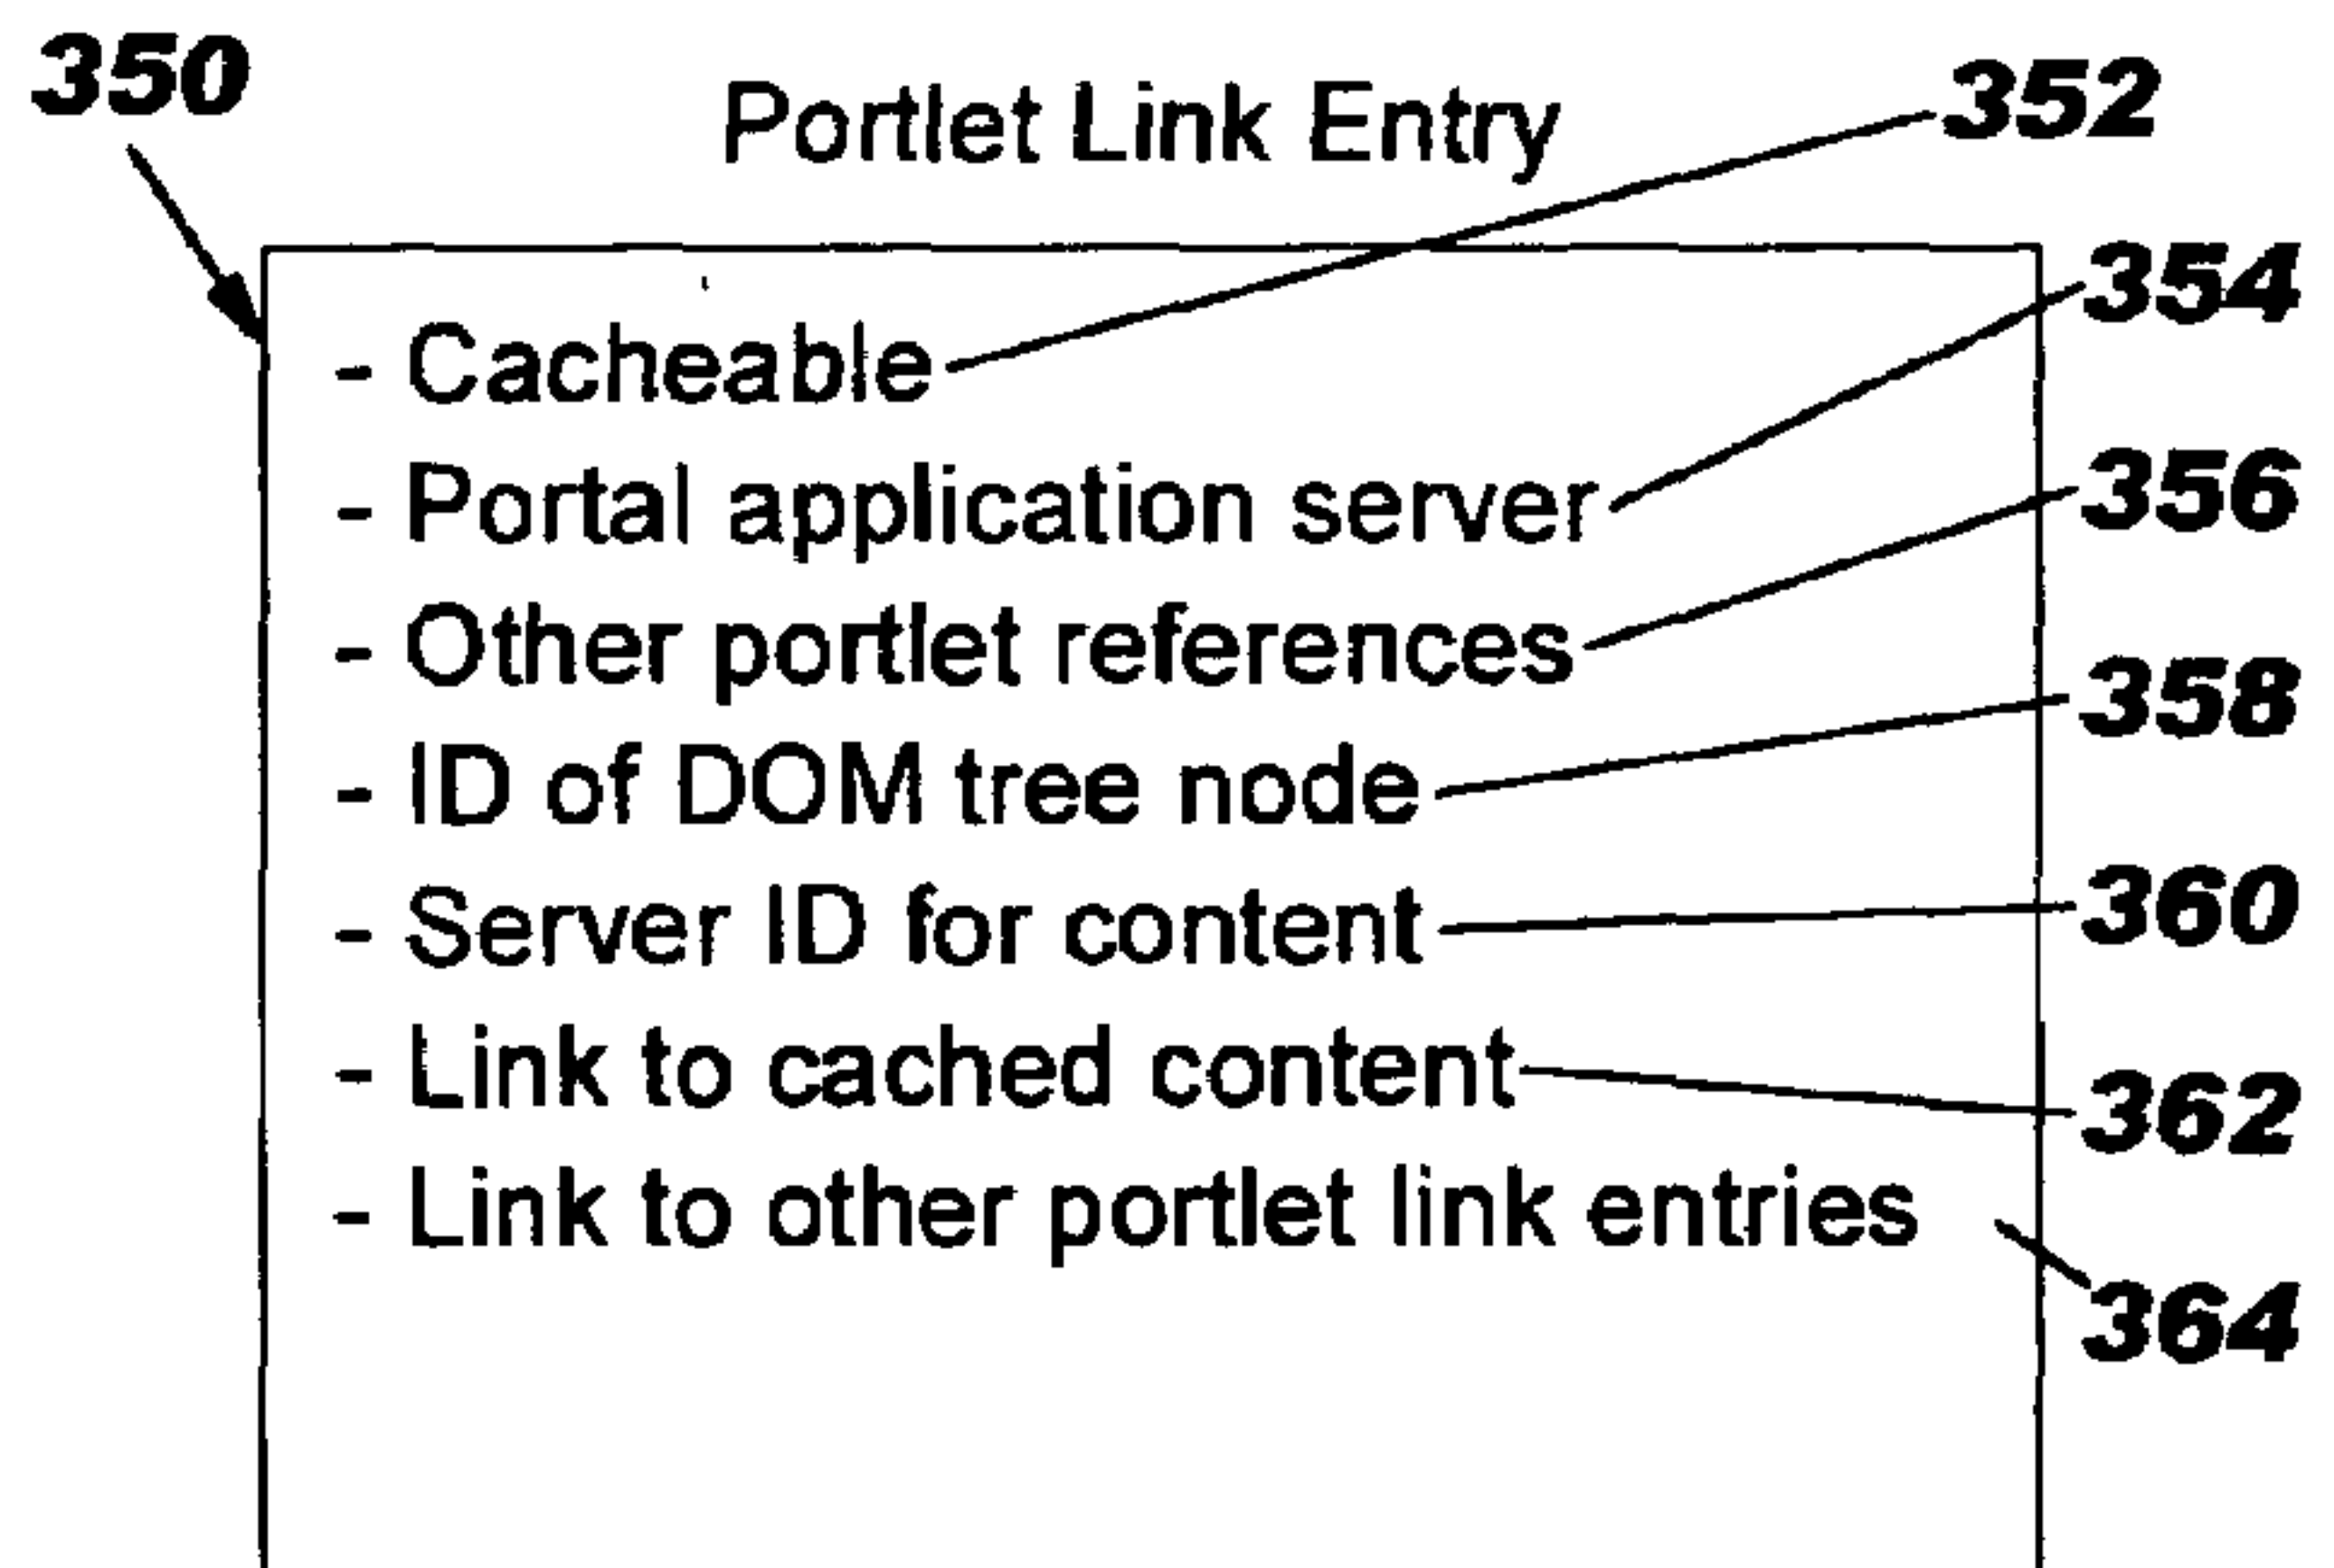 350
Portlet Link Entry
352
- Cacheable
354
- Portal application server
356
- Other portlet references
358
- ID of DOM tree node
360
- Server ID for content
362
- Link to cached content
- Link to other portlet link entries
364